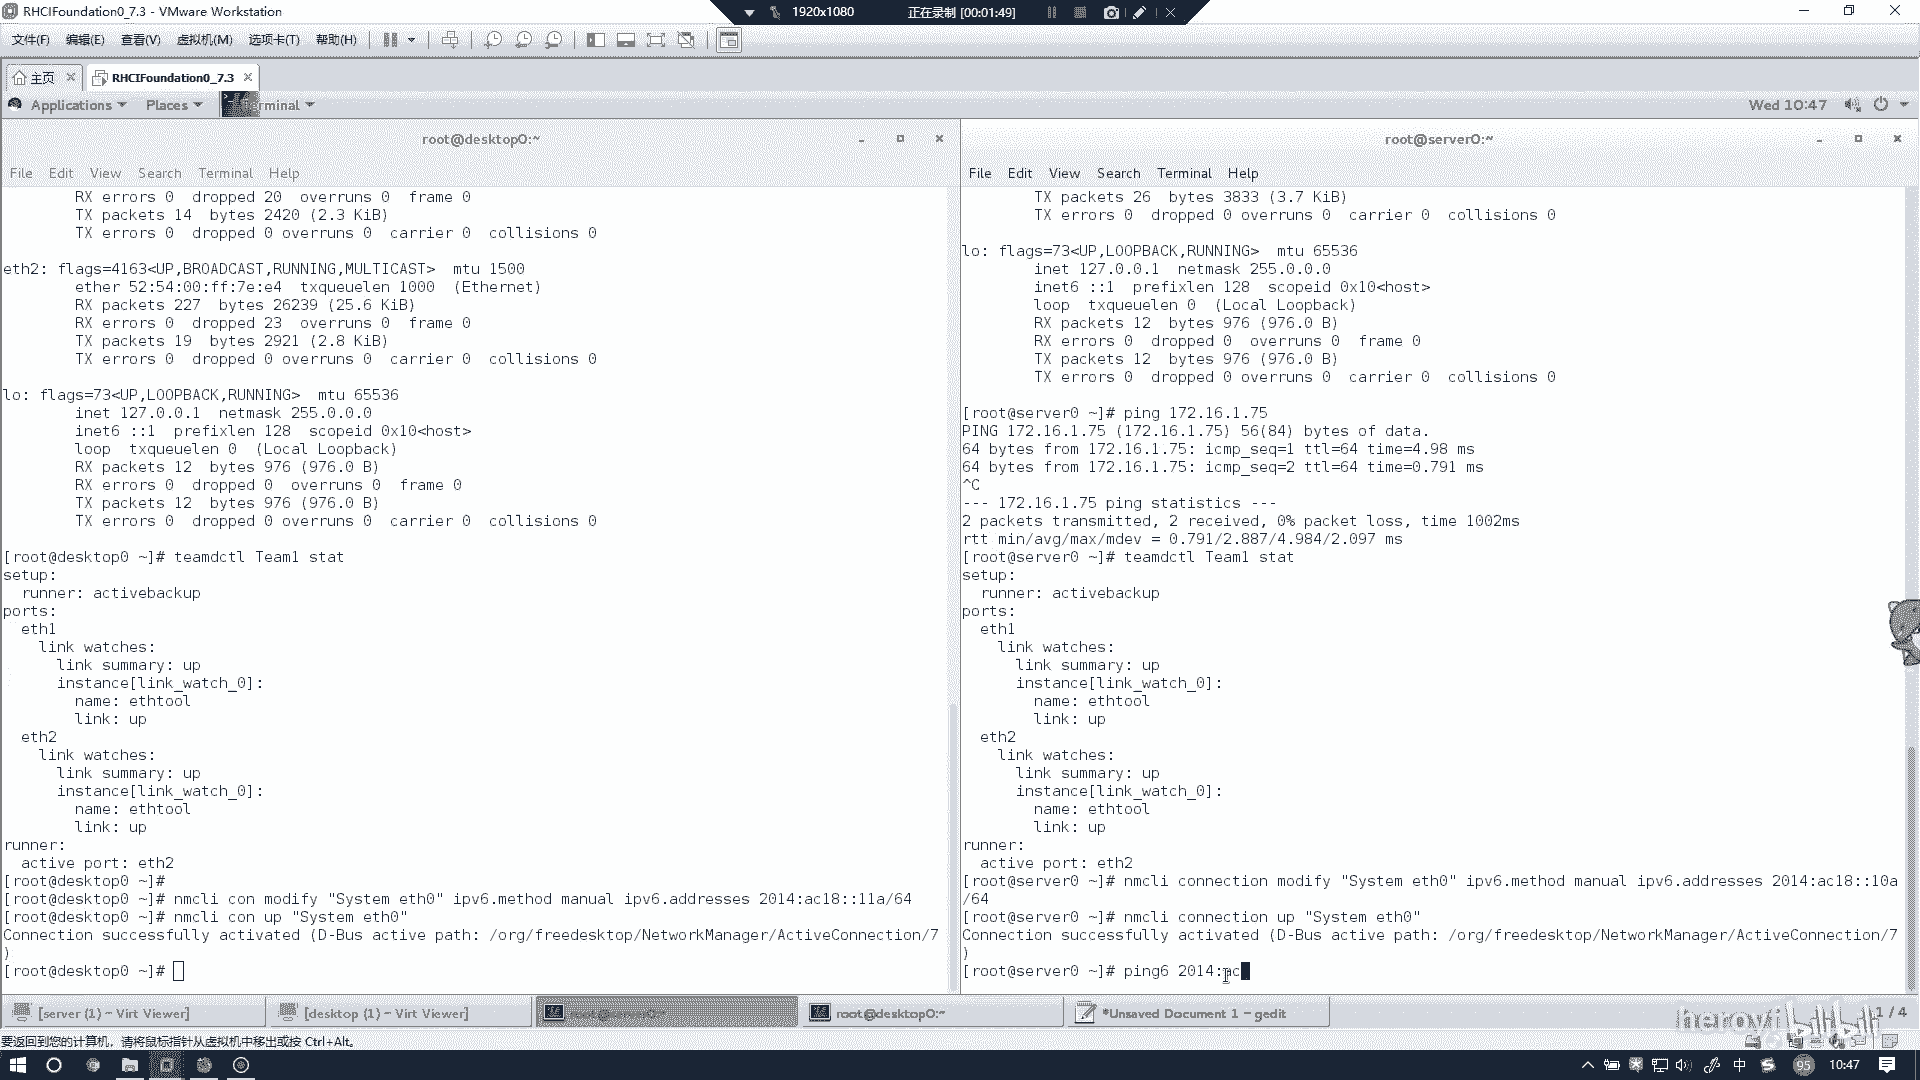 RHCIFoundation0_7.3 - VMware Workstation
1920x1080
正在录制 [00:01:49]
文件(F) 编辑(E) 查看(V) 虚拟机(M) 选项卡(T) 帮助(H)
主页
RHCIFoundation0_7.3
Applications Places
Wed 10:47
root@desktop0:~
File Edit View Search Terminal Help
RX errors 0 dropped 20 overruns 0 frame 0
TX packets 14 bytes 2420 (2.3 KiB)
TX errors 0 dropped 0 overruns 0 carrier 0 collisions 0
eth2: flags=4163<UP,BROADCAST,RUNNING,MULTICAST> mtu 1500
ether 52:54:00:ff:7e:e4 txqueuelen 1000 (Ethernet)
RX packets 227 bytes 26239 (25.6 KiB)
RX errors 0 dropped 23 overruns 0 frame 0
TX packets 19 bytes 2921 (2.8 KiB)
TX errors 0 dropped 0 overruns 0 carrier 0 collisions 0
lo: flags=73<UP,LOOPBACK,RUNNING> mtu 65536
inet 127.0.0.1 netmask 255.0.0.0
inet6 ::1 prefixlen 128 scopeid 0x10<host>
loop txqueuelen 0 (Local Loopback)
RX packets 12 bytes 976 (976.0 B)
RX errors 0 dropped 0 overruns 0 frame 0
TX packets 12 bytes 976 (976.0 B)
TX errors 0 dropped 0 overruns 0 carrier 0 collisions 0
[root@desktop0 ~]# teamdctl Team1 stat
setup:
runner: activebackup
ports:
eth1
link watches:
link summary: up
instance[link_watch_0]:
name: ethtool
link: up
eth2
link watches:
link summary: up
instance[link_watch_0]:
name: ethtool
link: up
runner:
active port: eth2
[root@desktop0 ~]#
[root@desktop0 ~]# nmcli con modify "System eth0" ipv6.method manual ipv6.addresses 2014:ac18::11a/64
[root@desktop0 ~]# nmcli con up "System eth0"
Connection successfully activated (D-Bus active path: /org/freedesktop/NetworkManager/ActiveConnection/7
)
[root@desktop0 ~]#
root@server0:~
File Edit View Search Terminal Help
TX packets 26 bytes 3833 (3.7 KiB)
TX errors 0 dropped 0 overruns 0 carrier 0 collisions 0
lo: flags=73<UP,LOOPBACK,RUNNING> mtu 65536
inet 127.0.0.1 netmask 255.0.0.0
inet6 ::1 prefixlen 128 scopeid 0x10<host>
loop txqueuelen 0 (Local Loopback)
RX packets 12 bytes 976 (976.0 B)
RX errors 0 dropped 0 overruns 0 frame 0
TX packets 12 bytes 976 (976.0 B)
TX errors 0 dropped 0 overruns 0 carrier 0 collisions 0
[root@server0 ~]# ping 172.16.1.75
PING 172.16.1.75 (172.16.1.75) 56(84) bytes of data.
64 bytes from 172.16.1.75: icmp_seq=1 ttl=64 time=4.98 ms
64 bytes from 172.16.1.75: icmp_seq=2 ttl=64 time=0.791 ms
^C
--- 172.16.1.75 ping statistics ---
2 packets transmitted, 2 received, 0% packet loss, time 1002ms
rtt min/avg/max/mdev = 0.791/2.887/4.984/2.097 ms
[root@server0 ~]# teamdctl Team1 stat
setup:
runner: activebackup
ports:
eth1
link watches:
link summary: up
instance[link_watch_0]:
name: ethtool
link: up
eth2
link watches:
link summary: up
instance[link_watch_0]:
name: ethtool
link: up
runner:
active port: eth2
[root@server0 ~]# nmcli connection modify "System eth0" ipv6.method manual ipv6.addresses 2014:ac18::10a
/64
[root@server0 ~]# nmcli connection up "System eth0"
Connection successfully activated (D-Bus active path: /org/freedesktop/NetworkManager/ActiveConnection/7
)
[root@server0 ~]# ping6 2014:ac
[server (1) - Virt Viewer]
[desktop (1) - Virt Viewer]
root@server0:~
root@desktop0:~
*Unsaved Document 1 - gedit
1 / 4
bilibili
要返回到您的计算机，请将鼠标指针从虚拟机中移出或按 Ctrl+Alt。
中
95
10:47